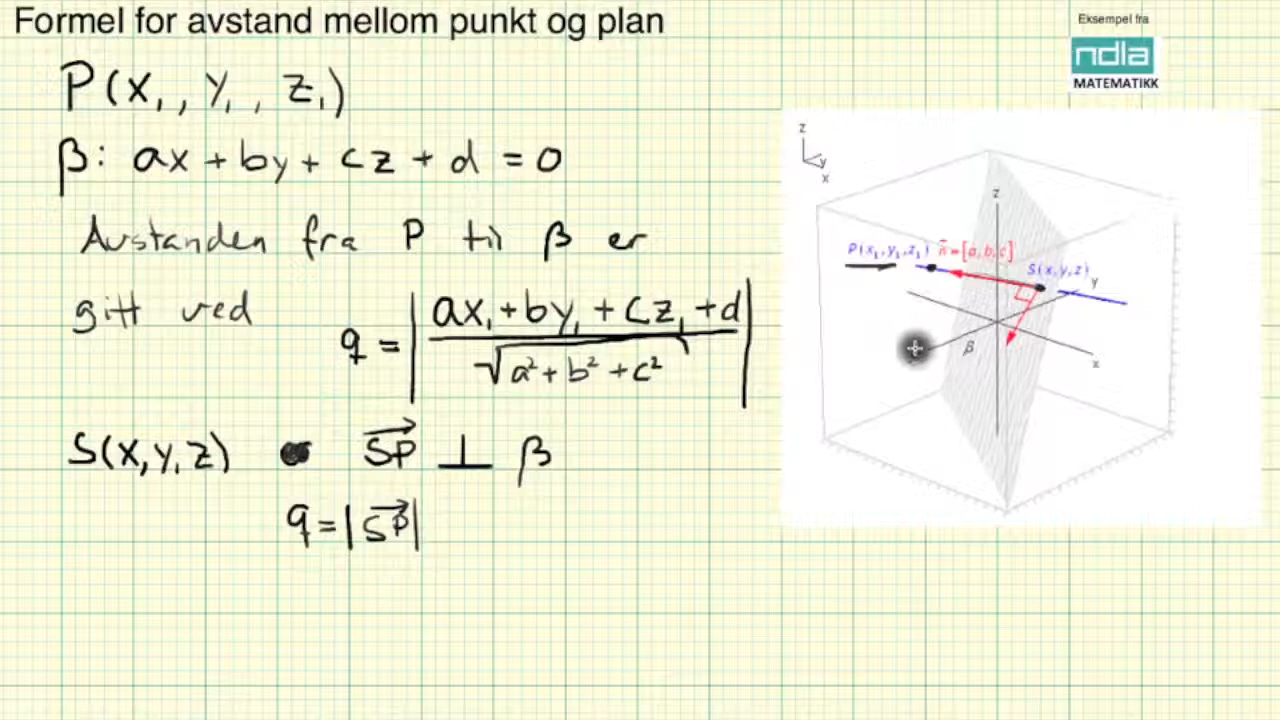 Formel for avstand mellom punkt og plan
P(x₁, y₁, z₁)
β: ax + by + cz + d = 0
Avstanden fra P til β er
gitt ved q = | ax₁ + by₁ + cz₁ + d / √a² + b² + c² |
S(x, y, z) SP⃗ ⊥ β
q = |SP⃗|
Eksempel fra
ndla
MATEMATIKK
z
y
x
z
P(x₁, y₁, z₁) n⃗ = [a, b, c]
S(x, y, z)
y
β
x